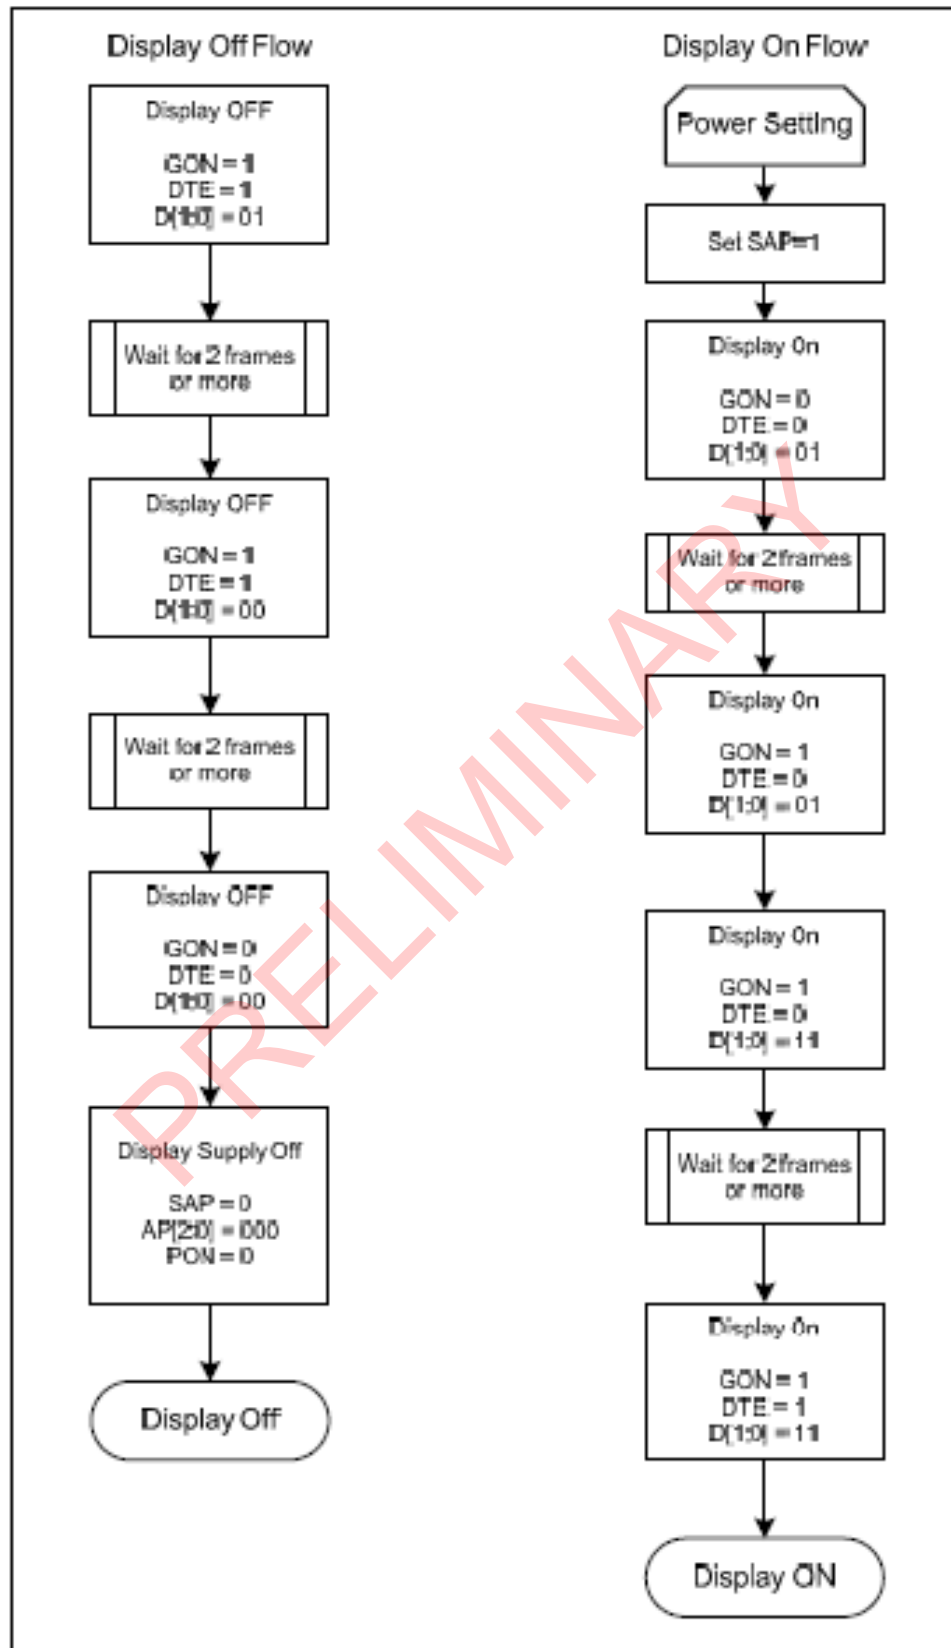 Display Off Flow
Display OFF
GON = 1
DTE = 1
D[1:0] = 01
Wait for 2 frames
or more
Display OFF
GON = 1
DTE = 1
D[1:0] = 00
Wait for 2 frames
or more
Display OFF
GON = 0
DTE = 0
D[1:0] = 00
Display Supply Off
SAP = 0
AP[2:0] = 000
PON = 0
Display Off
Display On Flow
Power Setting
Set SAP=1
Display On
GON = 0
DTE = 0
D[1:0] = 01
Wait for 2 frames
or more
Display On
GON = 1
DTE = 0
D[1:0] = 01
Display On
GON = 1
DTE = 0
D[1:0] = 11
Wait for 2 frames
or more
Display On
GON = 1
DTE = 1
D[1:0] = 11
Display ON
PRELIMINARY